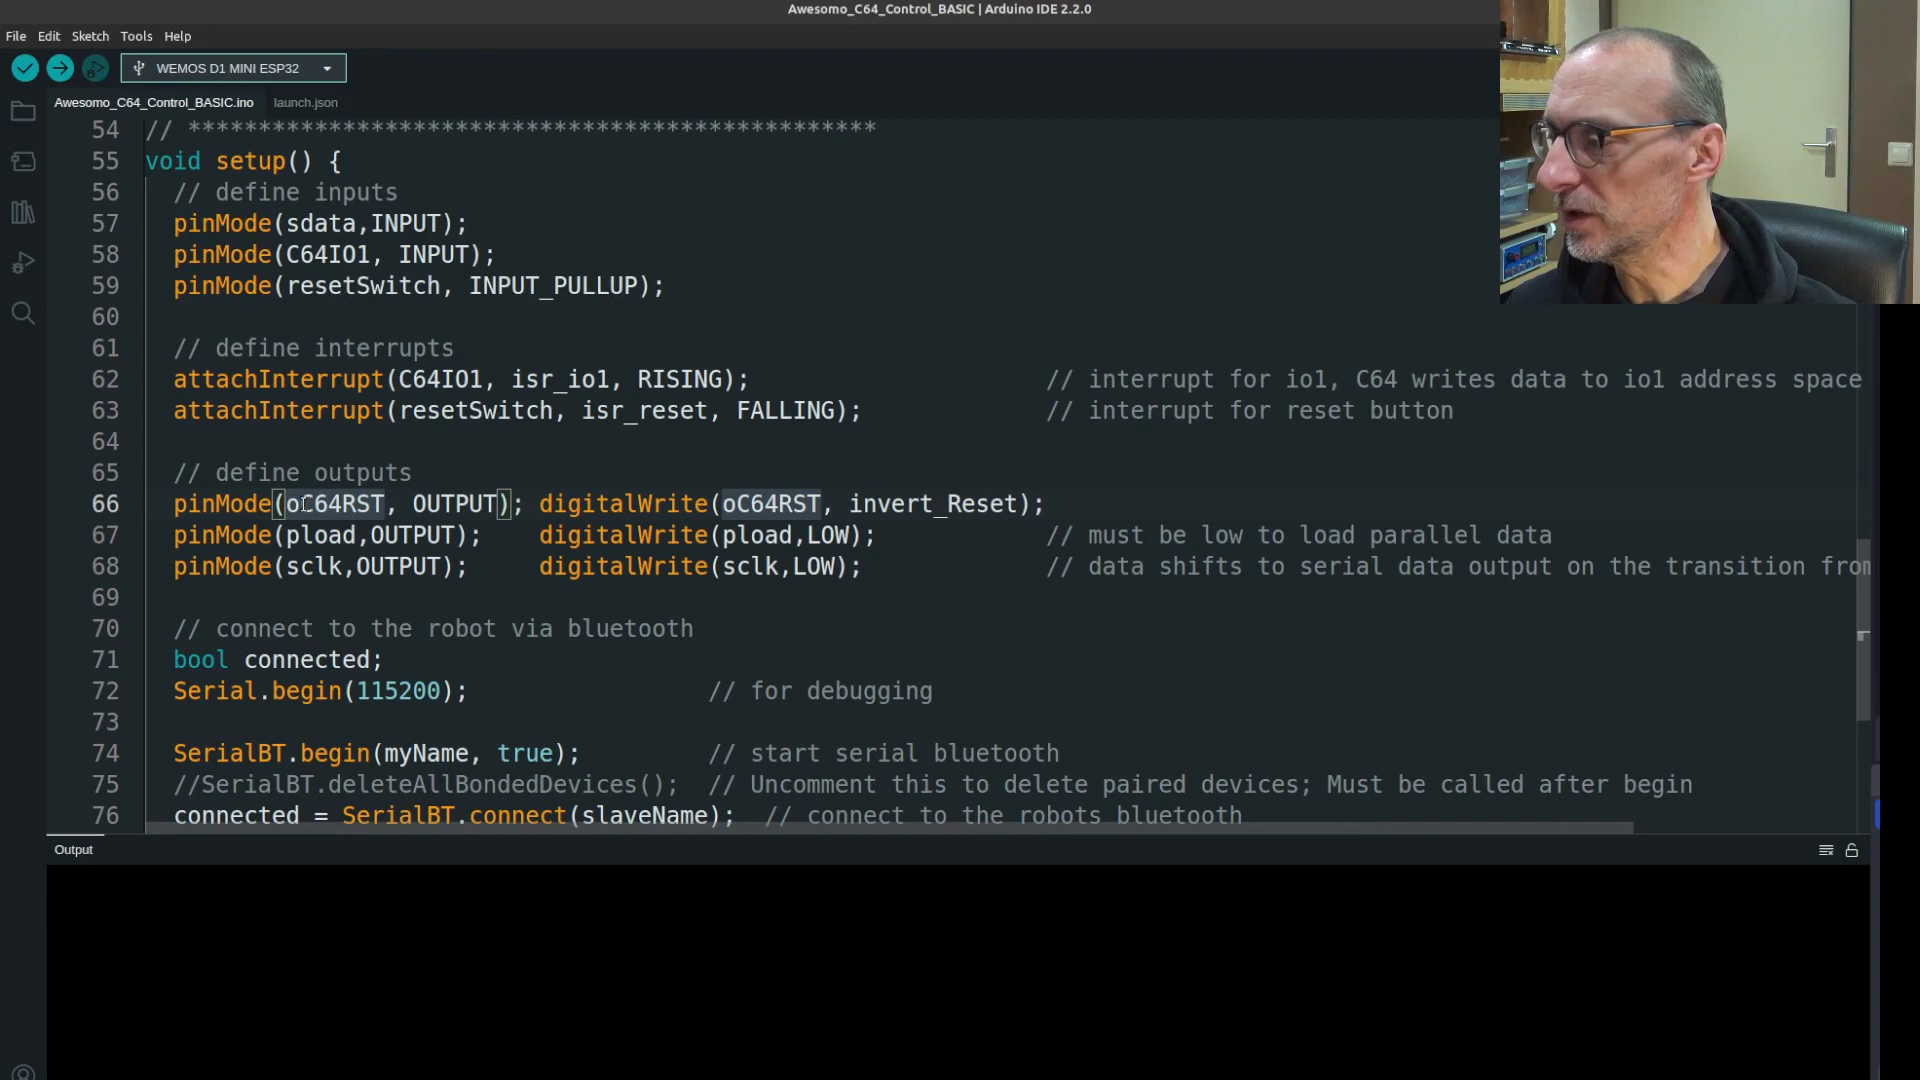 Awesomo_C64_Control_BASIC | Arduino IDE 2.2.0
File Edit Sketch Tools Help
WEMOS D1 MINI ESP32
Awesomo_C64_Control_BASIC.ino launch.json
54 // *************************************************
55 void setup() {
56 // define inputs
57 pinMode(sdata,INPUT);
58 pinMode(C64IO1, INPUT);
59 pinMode(resetSwitch, INPUT_PULLUP);
60
61 // define interrupts
62 attachInterrupt(C64IO1, isr_io1, RISING); // interrupt for io1, C64 writes data to io1 address space
63 attachInterrupt(resetSwitch, isr_reset, FALLING); // interrupt for reset button
64
65 // define outputs
66 pinMode(oC64RST, OUTPUT); digitalWrite(oC64RST, invert_Reset);
67 pinMode(pload,OUTPUT); digitalWrite(pload,LOW); // must be low to load parallel data
68 pinMode(sclk,OUTPUT); digitalWrite(sclk,LOW); // data shifts to serial data output on the transition from
69
70 // connect to the robot via bluetooth
71 bool connected;
72 Serial.begin(115200); // for debugging
73
74 SerialBT.begin(myName, true); // start serial bluetooth
75 //SerialBT.deleteAllBondedDevices(); // Uncomment this to delete paired devices; Must be called after begin
76 connected = SerialBT.connect(slaveName); // connect to the robots bluetooth
Output